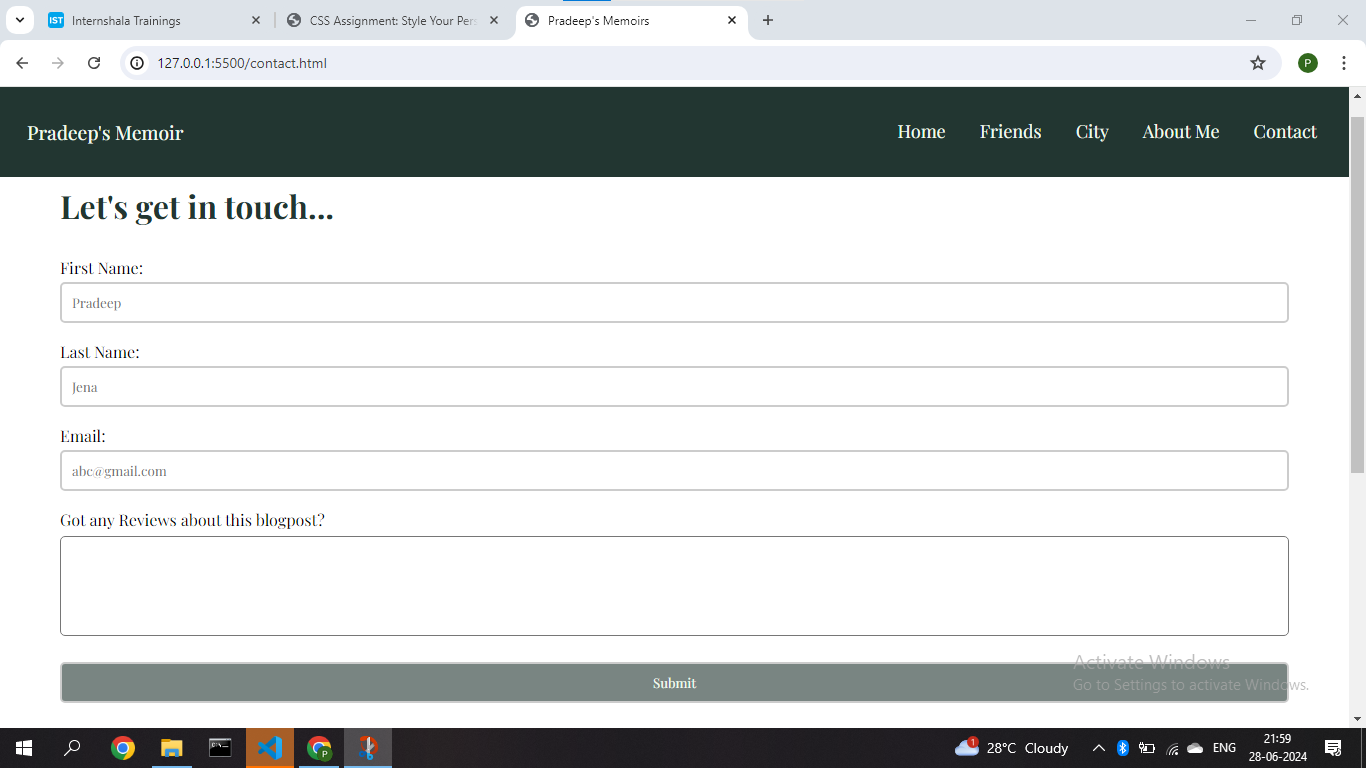 IST Internshala Trainings
CSS Assignment: Style Your Pers
Pradeep's Memoirs
127.0.0.1:5500/contact.html
P
Pradeep's Memoir
Home Friends City About Me Contact
Let's get in touch...
First Name:
Pradeep
Last Name:
Jena
Email:
abc@gmail.com
Got any Reviews about this blogpost?
Submit
Activate Windows
Go to Settings to activate Windows.
1
28°C Cloudy
ENG
21:59
28-06-2024
P